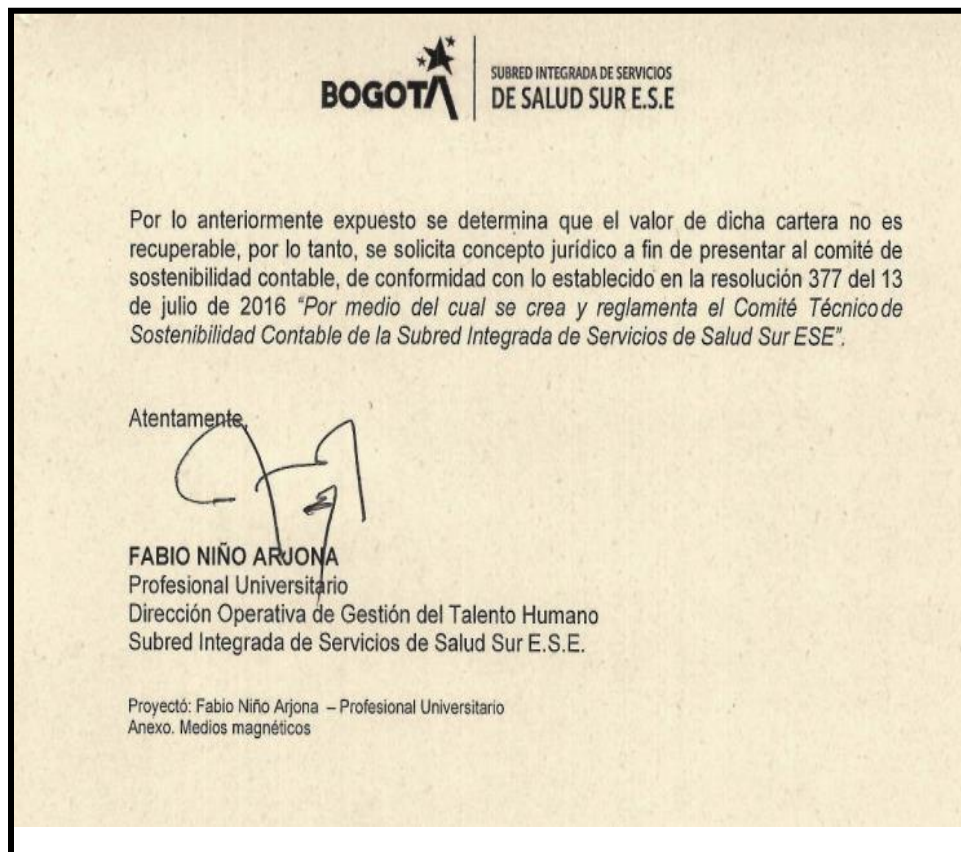 BOGOTÁ
SUBRED INTEGRADA DE SERVICIOS
DE SALUD SUR E.S.E
Por lo anteriormente expuesto se determina que el valor de dicha cartera no es
recuperable, por lo tanto, se solicita concepto jurídico a fin de presentar al comité de
sostenibilidad contable, de conformidad con lo establecido en la resolución 377 del 13
de julio de 2016 “Por medio del cual se crea y reglamenta el Comité Técnico de
Sostenibilidad Contable de la Subred Integrada de Servicios de Salud Sur ESE”.
Atentamente,
FABIO NIÑO ARJONA
Profesional Universitario
Dirección Operativa de Gestión del Talento Humano
Subred Integrada de Servicios de Salud Sur E.S.E.
Proyectó: Fabio Niño Arjona – Profesional Universitario
Anexo. Medios magnéticos